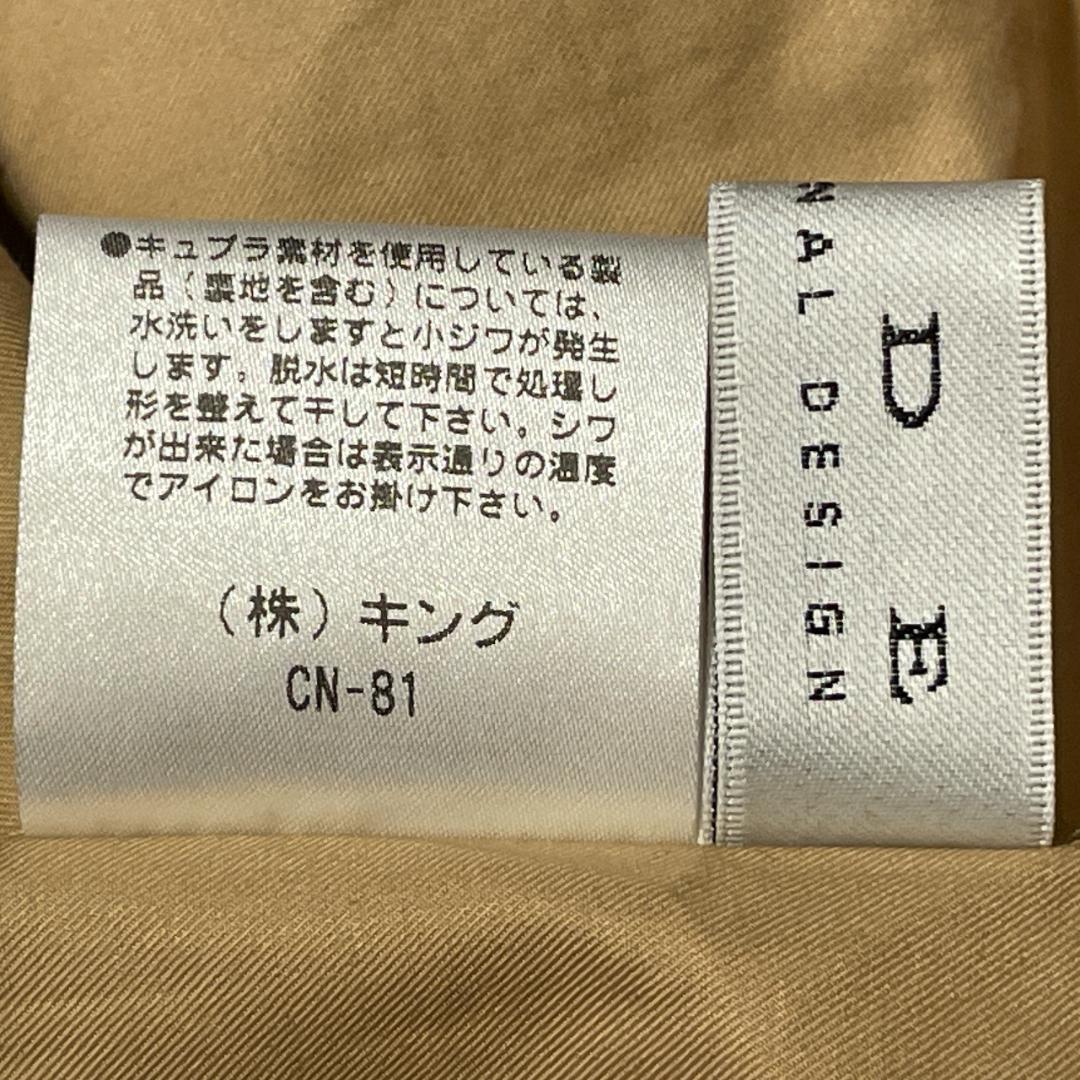 ●キュプラ素材を使用している製
品(裏地を含む)については、
水洗いをしますと小ジワが発生
します。脱水は短時間で処理し
形を整えて干して下さい。シワ
が出来た場合は表示通りの温度
でアイロンをお掛け下さい。
(株)キング
CN-81
D E
NAL DESIGN